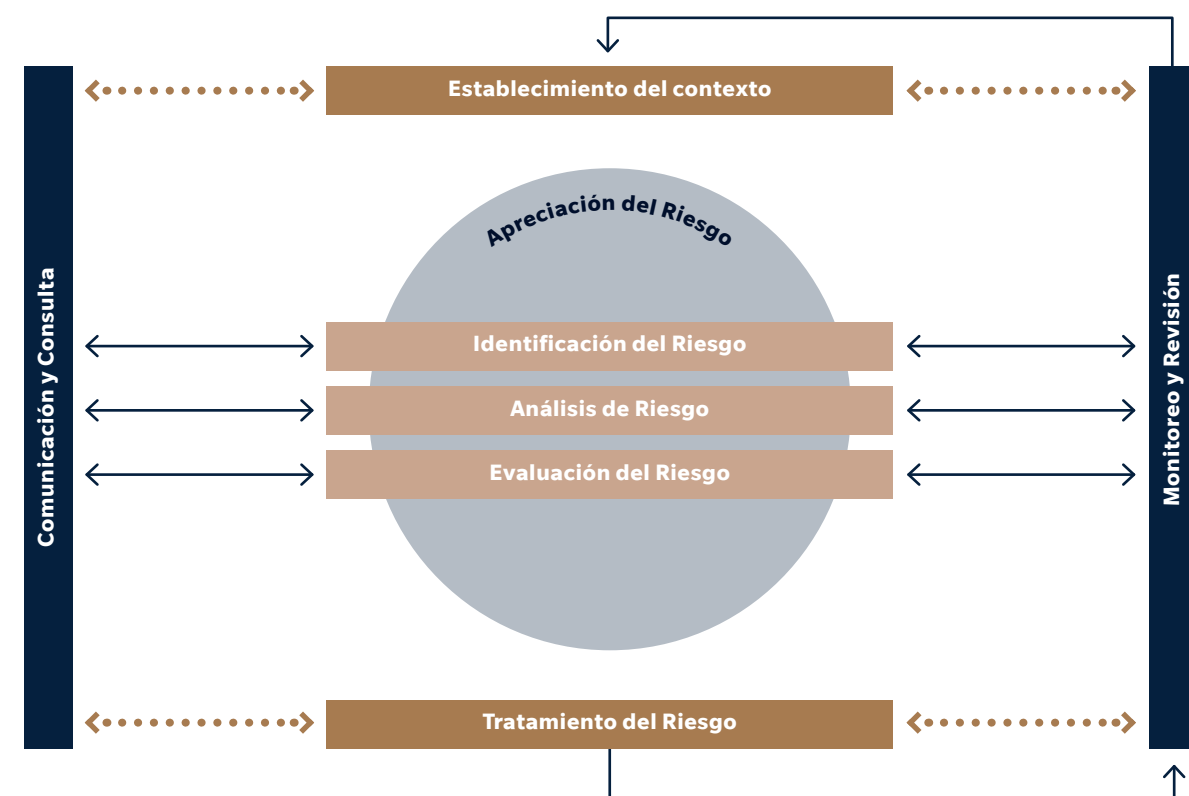 Establecimiento del contexto
Comunicación y Consulta
Apreciación del Riesgo
Identificación del Riesgo
Análisis de Riesgo
Evaluación del Riesgo
Monitoreo y Revisión
Tratamiento del Riesgo